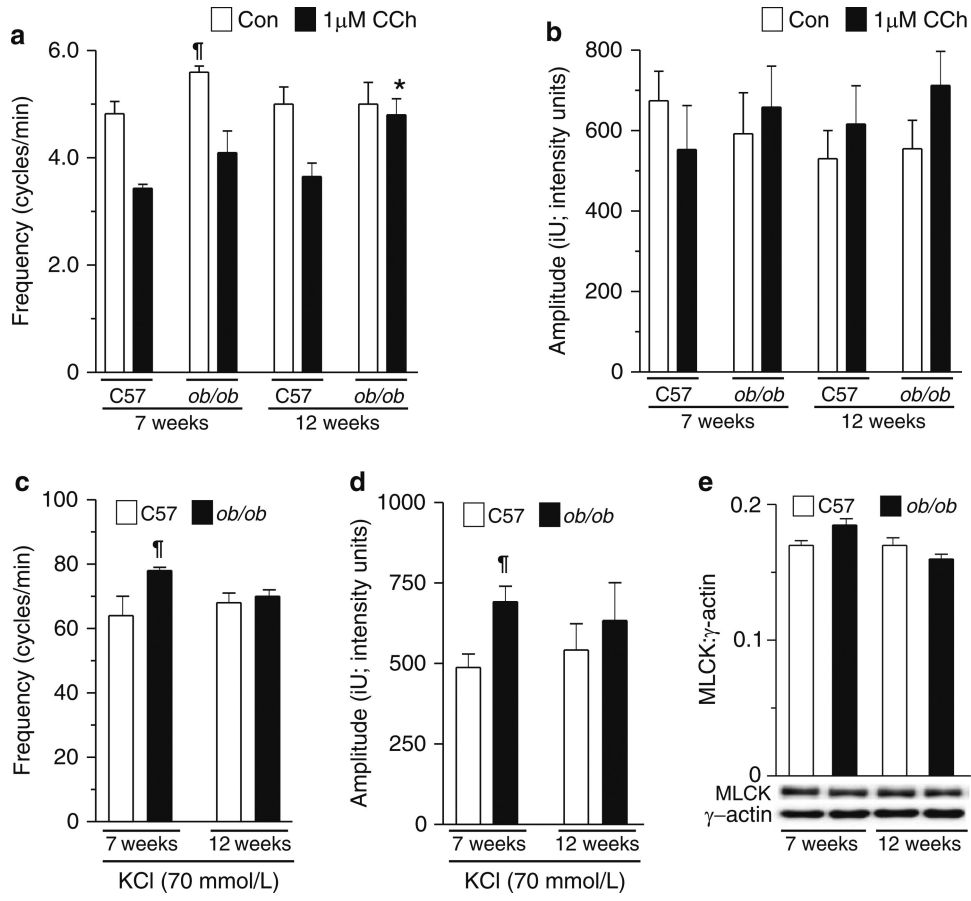 a
Con 1μM CCh
Frequency (cycles/min)
6.0
4.0
2.0
0
¶
*
C57 ob/ob C57 ob/ob
7 weeks 12 weeks
b
Con 1μM CCh
Amplitude (iU; intensity units)
800
600
400
200
0
C57 ob/ob C57 ob/ob
7 weeks 12 weeks
c
C57 ob/ob
Frequency (cycles/min)
100
80
60
40
20
0
¶
7 weeks 12 weeks
KCl (70 mmol/L)
d
C57 ob/ob
Amplitude (iU; intensity units)
1000
750
500
250
0
¶
7 weeks 12 weeks
KCl (70 mmol/L)
e
C57 ob/ob
MLCK:γ-actin
0.2
0.1
0
MLCK
γ–actin
7 weeks 12 weeks